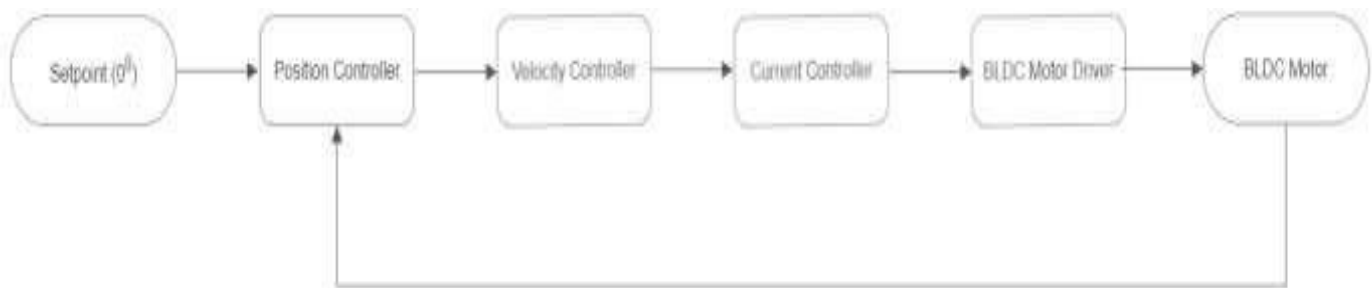 Setpoint (0⁰)
Position Controller
Velocity Controller
Current Controller
BLDC Motor Driver
BLDC Motor